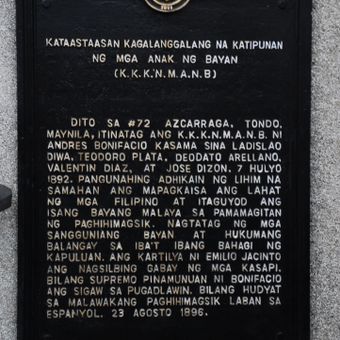 KATAASTAASAN KAGALANGGALANG NA KATIPUNAN
NG MGA ANAK NG BAYAN
(K.K.K.N.M.A.N.B)
DITO SA #72 AZCARRAGA, TONDO,
MAYNILA, ITINATAG ANG K.K.K.N.M.A.N.B. NI
ANDRES BONIFACIO KASAMA SINA LADISLAO
DIWA, TEODORO PLATA, DEODATO ARELLANO,
VALENTIN DIAZ, AT JOSE DIZON, 7 HULYO
1892. PANGUNAHING ADHIKAIN NG LIHIM NA
SAMAHAN ANG MAPAGKAISA ANG LAHAT
NG MGA FILIPINO AT ITAGUYOD ANG
ISANG BAYANG MALAYA SA PAMAMAGITAN
NG PAGHIHIMAGSIK. NAGTATAG NG MGA
SANGGUNIANG BAYAN AT HUKUMANG
BALANGAY SA IBA'T IBANG BAHAGI NG
KAPULUAN. ANG KARTILYA NI EMILIO JACINTO
ANG NAGSILBING GABAY NG MGA KASAPI.
BILANG SUPREMO PINAMUNUAN NI BONIFACIO
ANG SIGAW SA PUGADLAWIN. BILANG HUDYAT
SA MALAWAKANG PAGHIHIMAGSIK LABAN SA
ESPANYOL, 23 AGOSTO 1896.